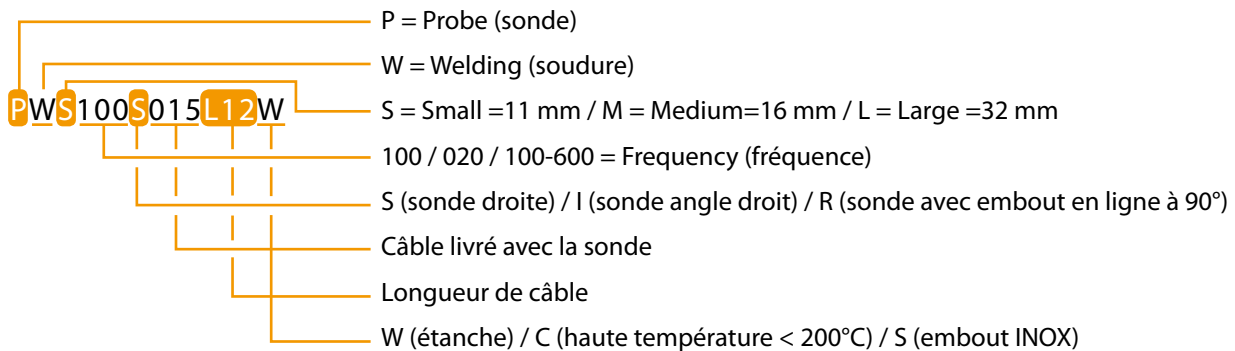 P = Probe (sonde)
W = Welding (soudure)
PWS100S015L12W
S = Small =11 mm / M = Medium=16 mm / L = Large =32 mm
100 / 020 / 100-600 = Frequency (fréquence)
S (sonde droite) / I (sonde angle droit) / R (sonde avec embout en ligne à 90°)
Câble livré avec la sonde
Longueur de câble
W (étanche) / C (haute température < 200°C) / S (embout INOX)